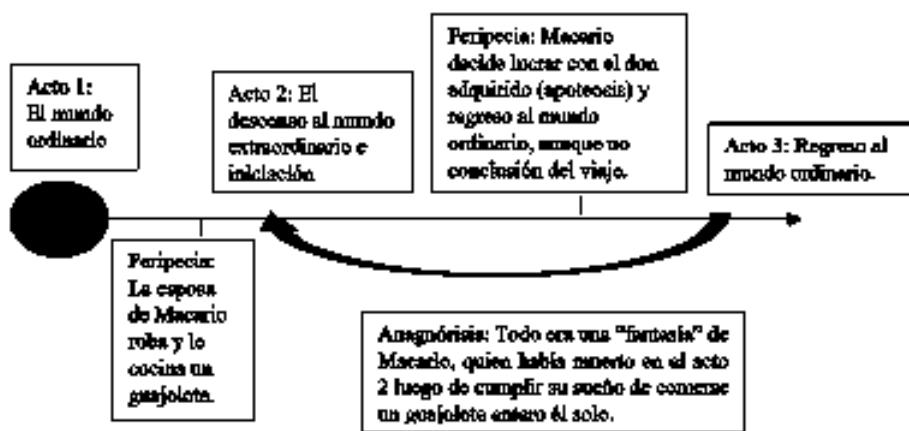 Acto 1:
El mundo
ordinario
Acto 2: El
descenso al mundo
extraordinario e
iniciación
Peripecia: Macario
decide lucrar con el don
adquirido (apoteosis) y
regreso al mundo
ordinario, aunque no
conclusión del viaje.
Acto 3: Regreso al
mundo ordinario.
Peripecia:
La esposa
de Macario
roba y le
cocina un
guajolote.
Anagnórisis: Todo era una "fantasía" de
Macario, quien había muerto en el acto
2 luego de cumplir su sueño de comerse
un guajolote entero él solo.